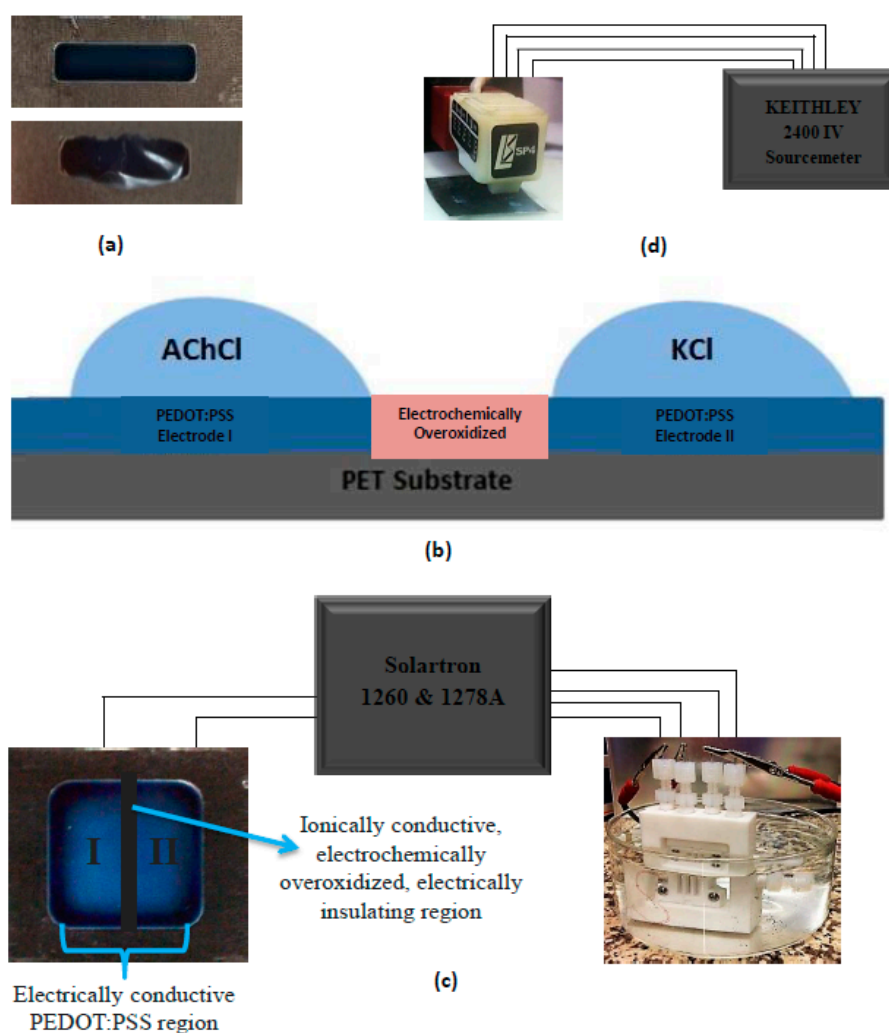 KEITHLEY
2400 IV
Sourcemeter
SP4
(a)
(d)
AChCl
KCl
PEDOT:PSS
Electrode I
Electrochemically
Overoxidized
PEDOT:PSS
Electrode II
PET Substrate
(b)
Solartron
1260 & 1278A
I
II
Ionically conductive,
electrochemically
overoxidized, electrically
insulating region
(c)
Electrically conductive
PEDOT:PSS region